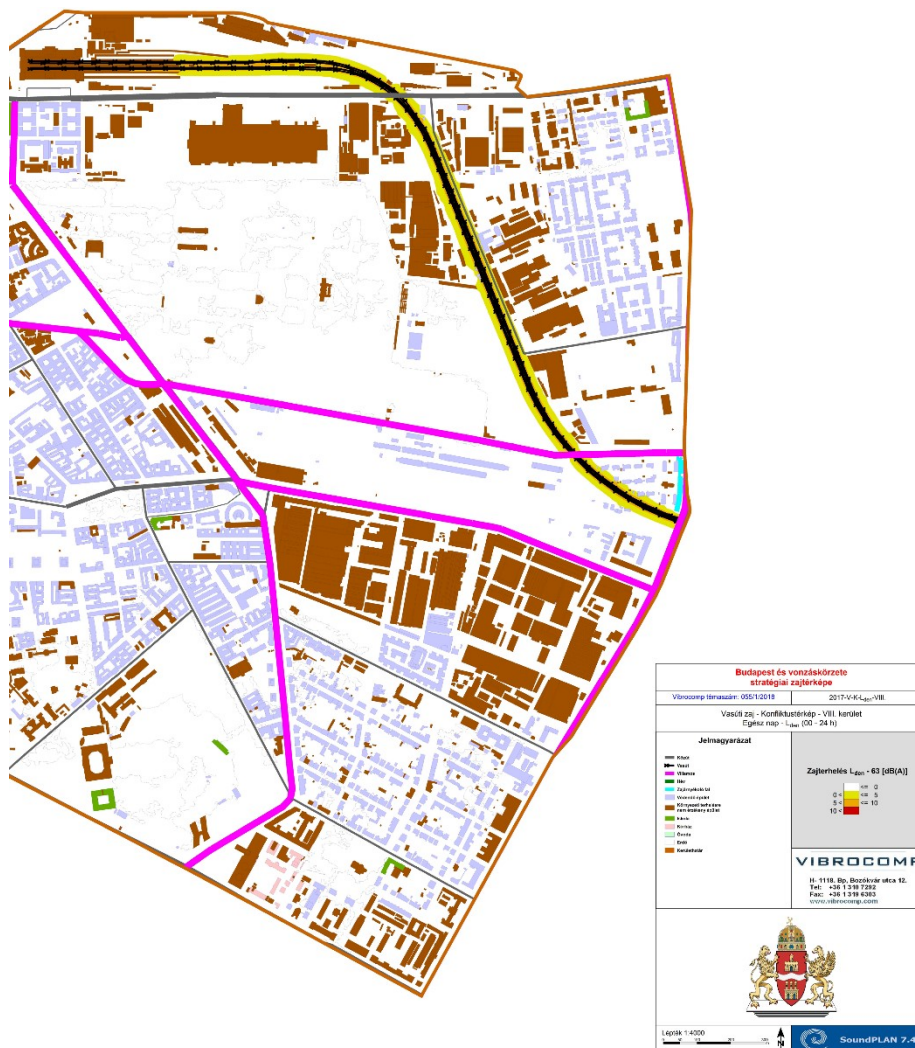 Budapest és vonzáskörzete
stratégiai zajtérképe
Vibrocomp témaszám: 055/1/2018
2017-V-K-Lden-VIII.
Vasúti zaj - Konfliktustérkép - VIII. kerület
Egész nap - Lden (00 - 24 h)
Jelmagyarázat
Közút
Vasút
Villamos
Zajárnyékoló fal
Védendő épület
Környezeti terhelésre
nem érzékeny épület
Iskola
Kórház
Óvoda
Erdő
Kerülethatár
Zajterhelés Lden - 63 [dB(A)]
<= 0
0 < <= 5
5 < <= 10
10 <
VIBROCOMP
H- 1118. Bp, Bozókvár utca 12.
Tel: +36 1 310 7292
Fax: +36 1 319 6303
www.vibrocomp.com
Lépték 1:4000
SoundPLAN 7.4